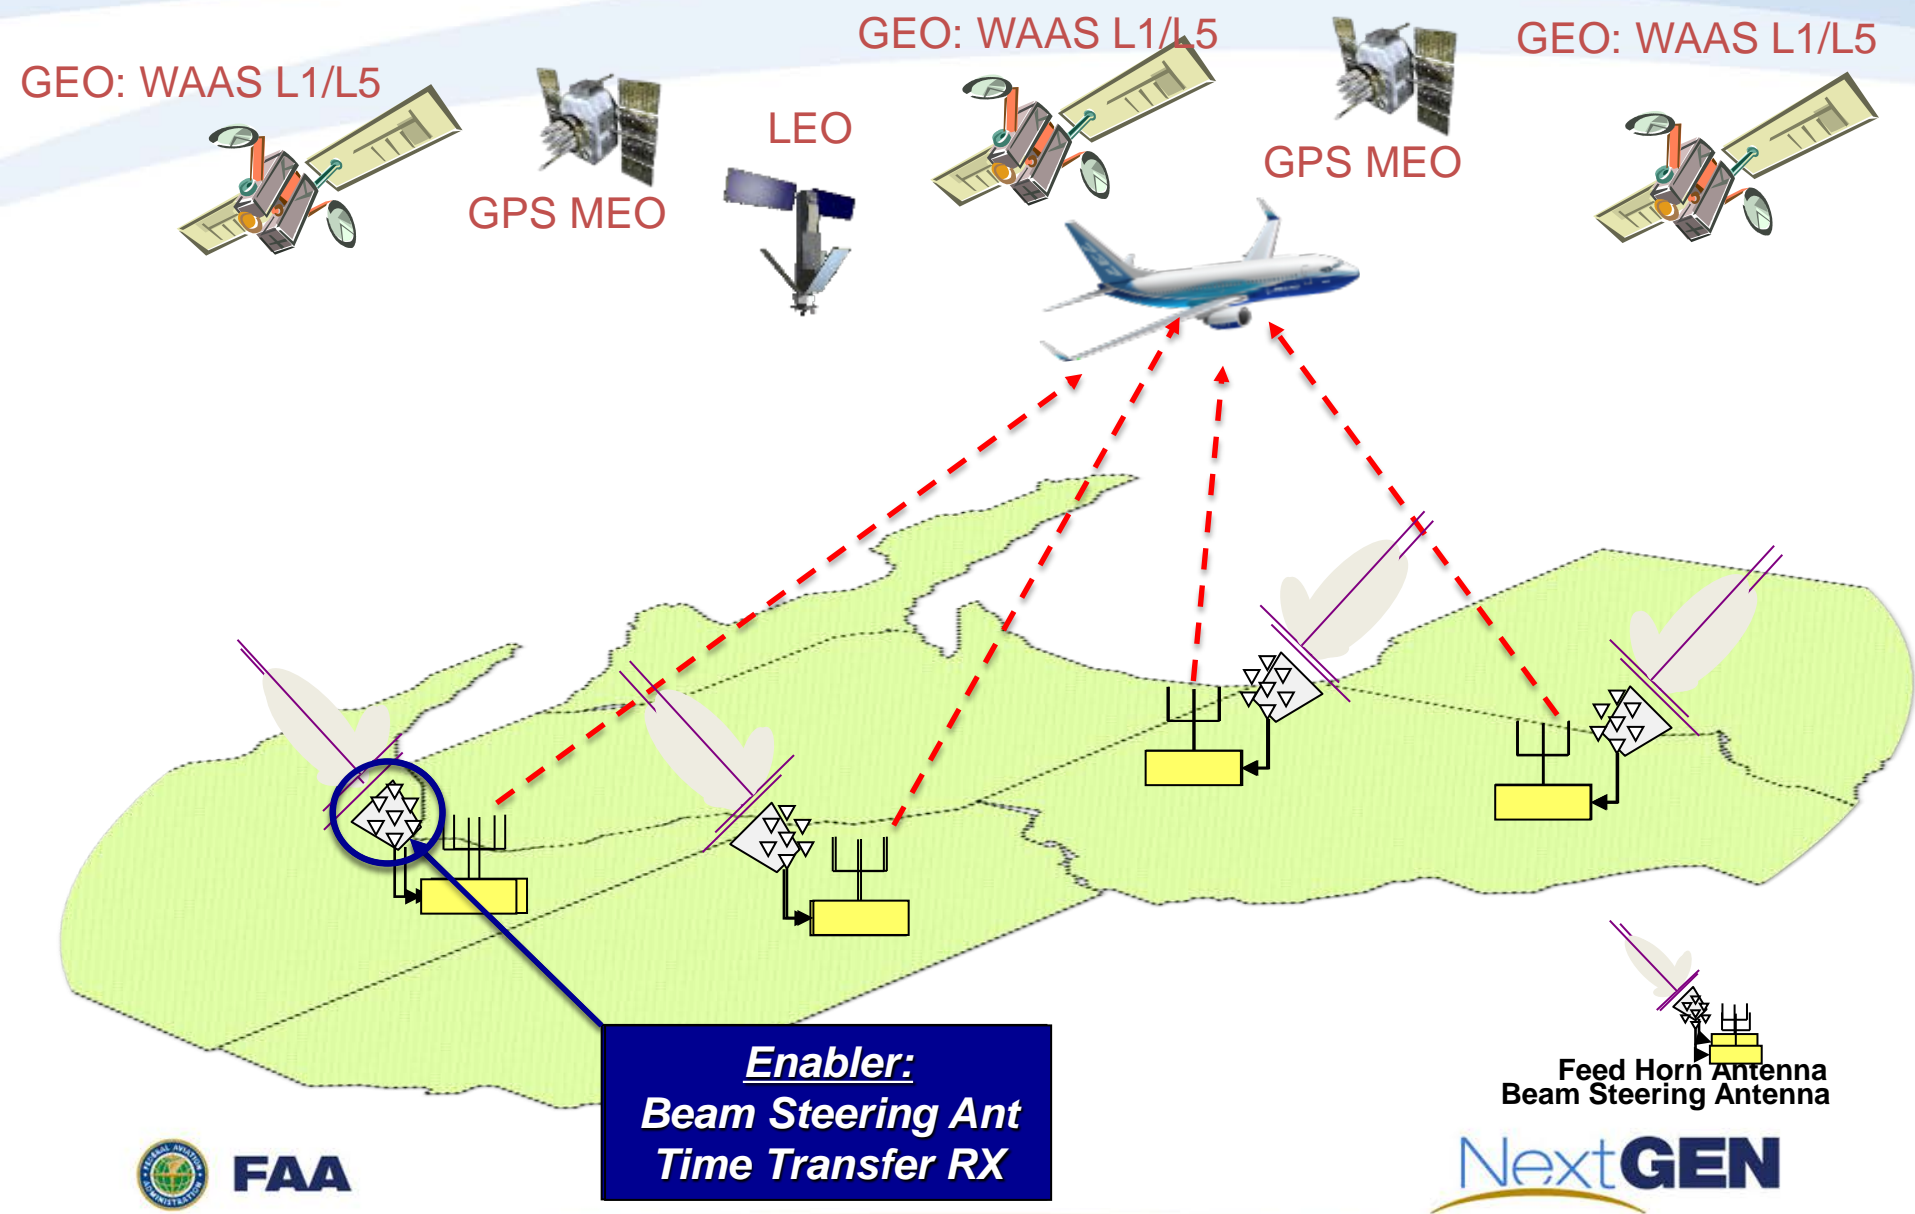 GEO: WAAS L1/L5
GEO: WAAS L1/L5
GEO: WAAS L1/L5
LEO
GPS MEO
GPS MEO
737
Enabler:
Beam Steering Ant
Time Transfer RX
Feed Horn Antenna
Beam Steering Antenna
FAA
NextGEN